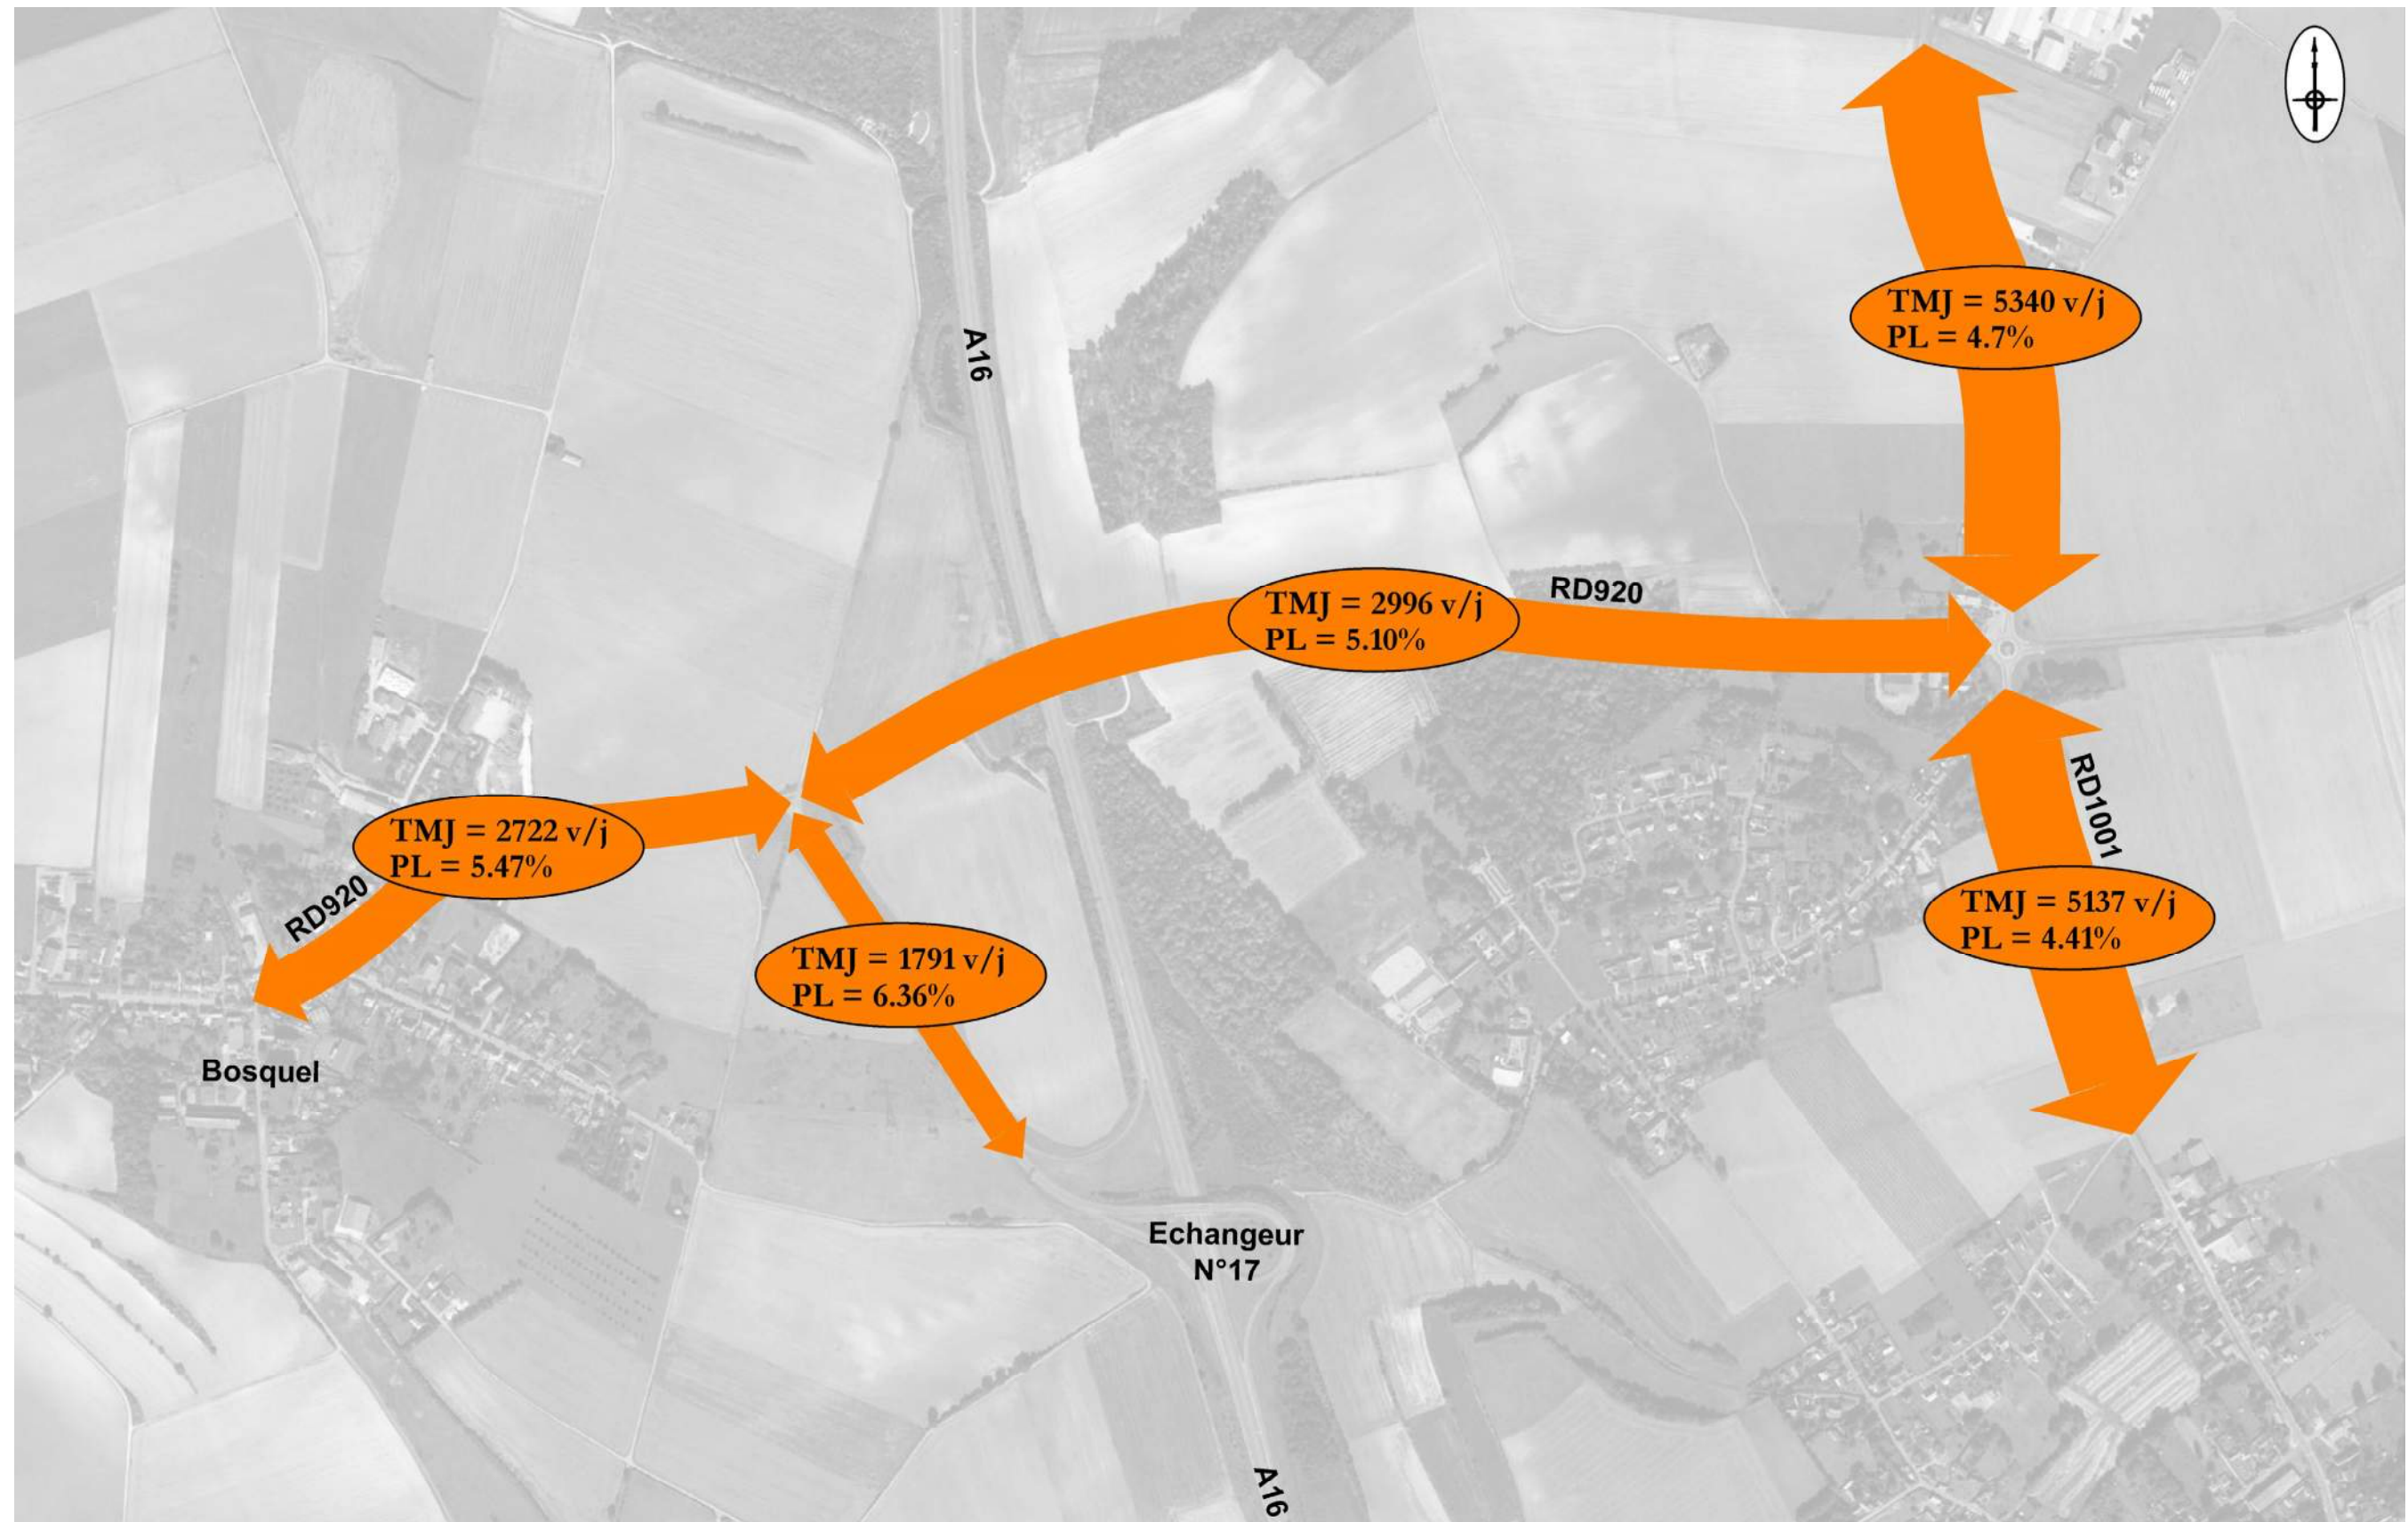 TMJ = 5340 v/j
PL = 4.7%
A16
TMJ = 2996 v/j
PL = 5.10%
RD920
RD1001
TMJ = 2722 v/j
PL = 5.47%
RD920
TMJ = 5137 v/j
PL = 4.41%
TMJ = 1791 v/j
PL = 6.36%
Bosquel
Echangeur
N°17
A16